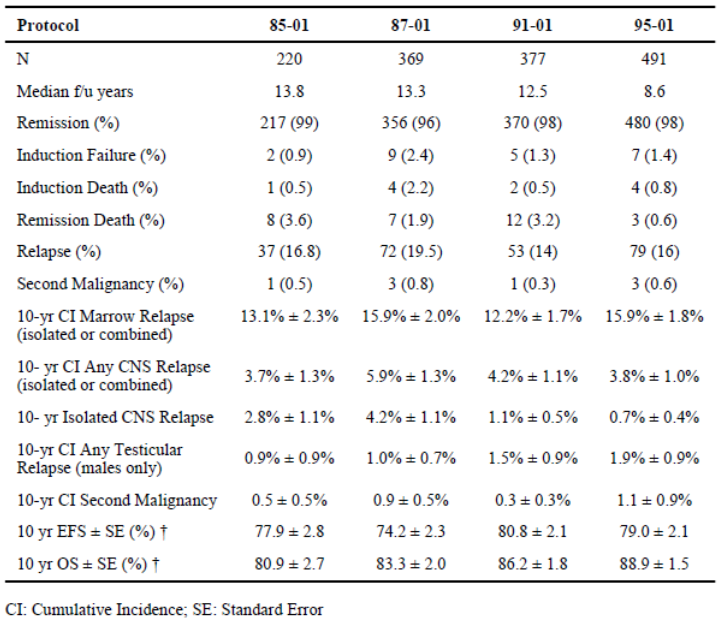 Protocol 85-01 87-01 91-01 95-01
N 220 369 377 491
Median f/u years 13.8 13.3 12.5 8.6
Remission (%) 217 (99) 356 (96) 370 (98) 480 (98)
Induction Failure (%) 2 (0.9) 9 (2.4) 5 (1.3) 7 (1.4)
Induction Death (%) 1 (0.5) 4 (2.2) 2 (0.5) 4 (0.8)
Remission Death (%) 8 (3.6) 7 (1.9) 12 (3.2) 3 (0.6)
Relapse (%) 37 (16.8) 72 (19.5) 53 (14) 79 (16)
Second Malignancy (%) 1 (0.5) 3 (0.8) 1 (0.3) 3 (0.6)
10-yr CI Marrow Relapse 13.1% ± 2.3% 15.9% ± 2.0% 12.2% ± 1.7% 15.9% ± 1.8%
(isolated or combined)
10- yr CI Any CNS Relapse
(isolated or combined) 3.7% ± 1.3% 5.9% ± 1.3% 4.2% ± 1.1% 3.8% ± 1.0%
10- yr Isolated CNS Relapse 2.8% ± 1.1% 4.2% ± 1.1% 1.1% ± 0.5% 0.7% ± 0.4%
10-yr CI Any Testicular
Relapse (males only) 0.9% ± 0.9% 1.0% ± 0.7% 1.5% ± 0.9% 1.9% ± 0.9%
10-yr CI Second Malignancy 0.5 ± 0.5% 0.9 ± 0.5% 0.3 ± 0.3% 1.1 ± 0.9%
10 yr EFS ± SE (%) † 77.9 ± 2.8 74.2 ± 2.3 80.8 ± 2.1 79.0 ± 2.1
10 yr OS ± SE (%) † 80.9 ± 2.7 83.3 ± 2.0 86.2 ± 1.8 88.9 ± 1.5
CI: Cumulative Incidence; SE: Standard Error